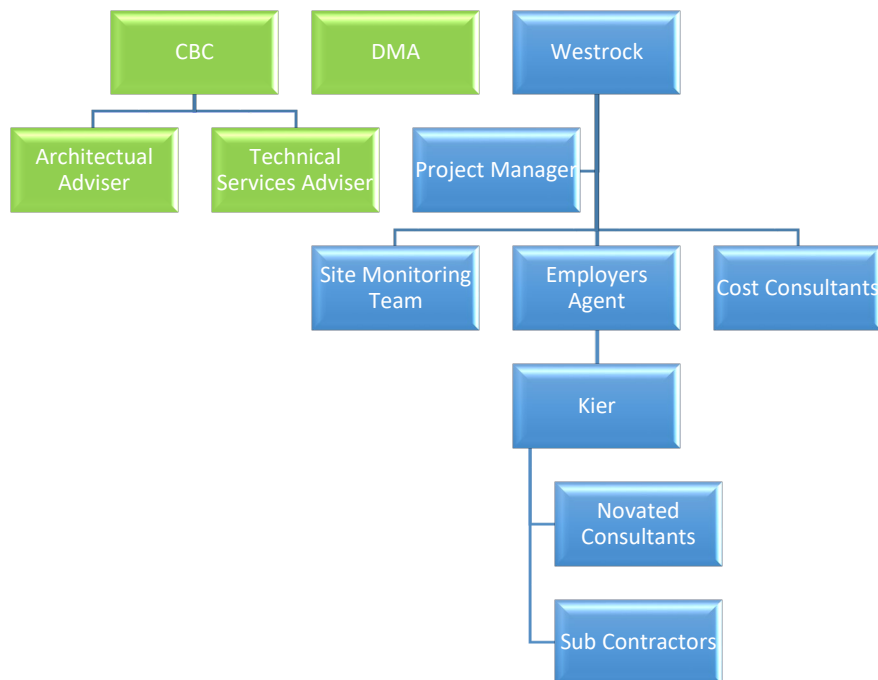 CBC
DMA
Westrock
Architectual
Adviser
Technical
Services Adviser
Project Manager
Site Monitoring
Team
Employers
Agent
Cost Consultants
Kier
Novated
Consultants
Sub Contractors